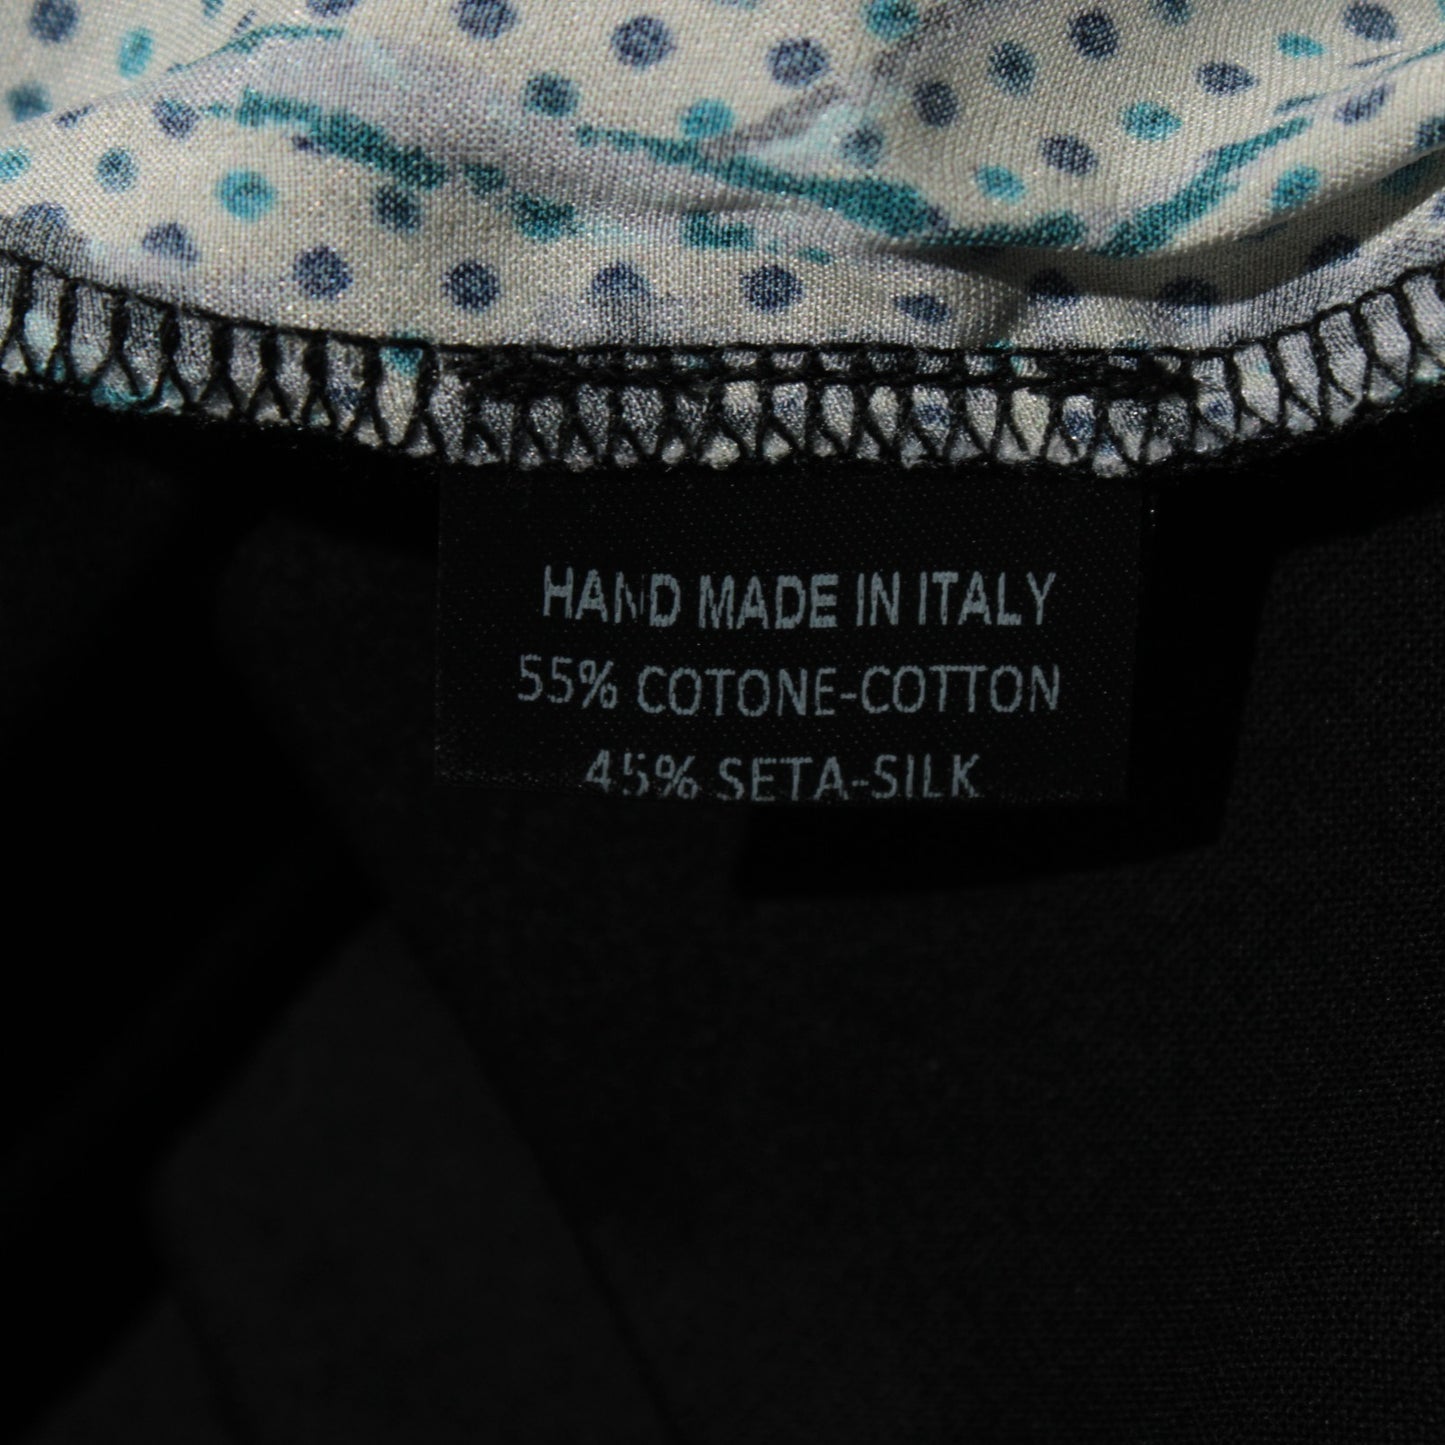 HAND MADE IN ITALY
55% COTONE-COTTON
45% SETA-SILK